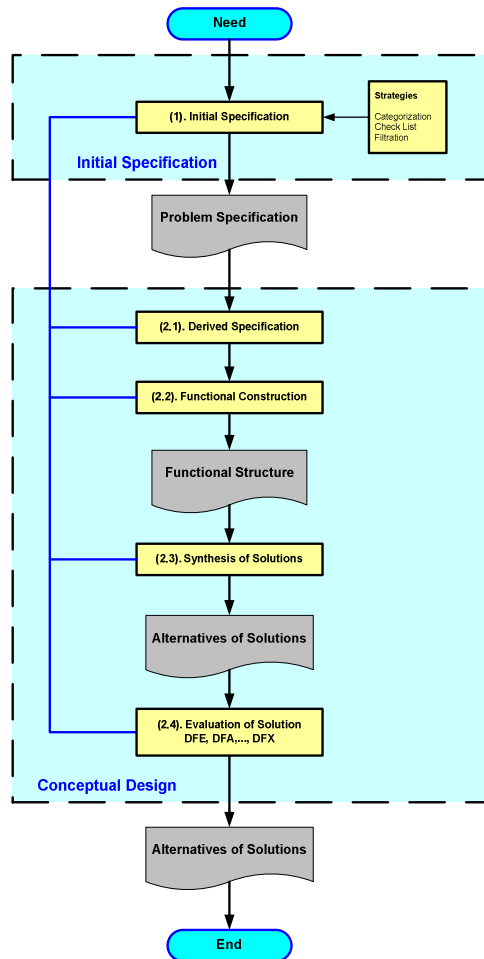 Need
(1). Initial Specification
Strategies
Categorization
Check List
Filtration
Initial Specification
Problem Specification
(2.1). Derived Specification
(2.2). Functional Construction
Functional Structure
(2.3). Synthesis of Solutions
Alternatives of Solutions
(2.4). Evaluation of Solution
DFE, DFA,..., DFX
Conceptual Design
Alternatives of Solutions
End